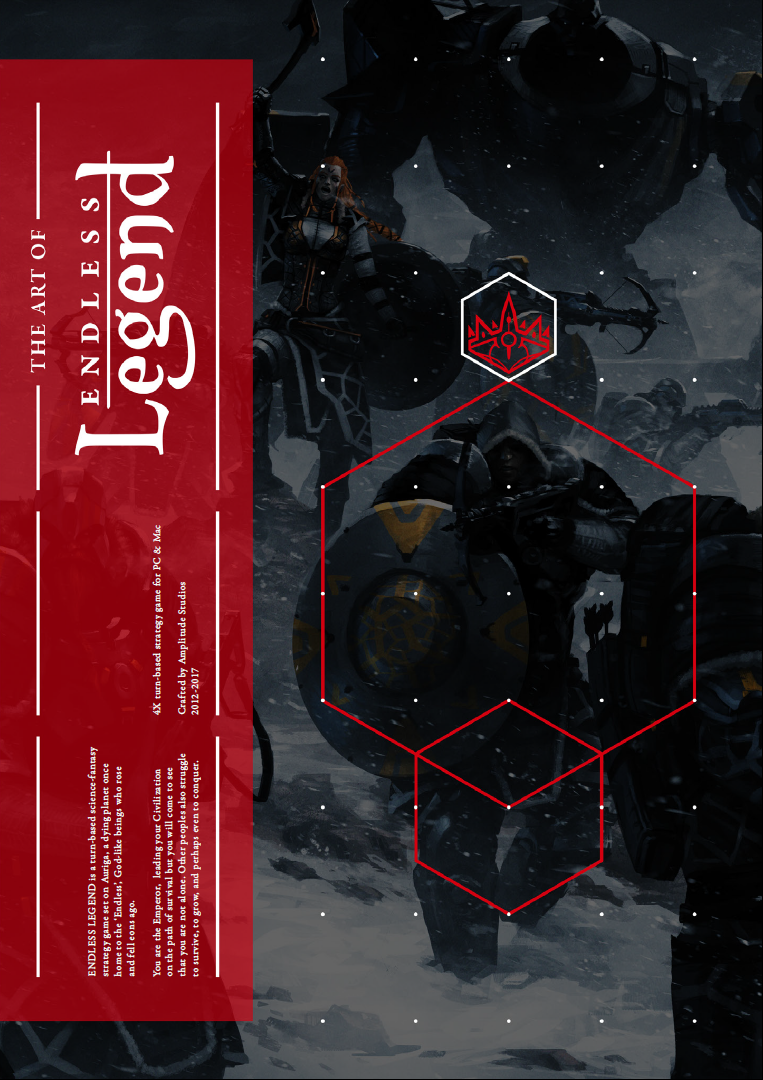 THE ART OF
ENDLESS
Legend
4X turn-based strategy game for PC & Mac
Crafted by Amplitude Studios
2012-2017
ENDLESS LEGEND is a turn-based science-fantasy
strategy game set on Auriga, a dying planet once
home to the 'Endless', God-like beings who rose
and fell eons ago.
You are the Emperor, leading your Civilization
on the path of survival but you will come to see
that you are not alone. Other peoples also struggle
to survive, to grow, and perhaps even to conquer.